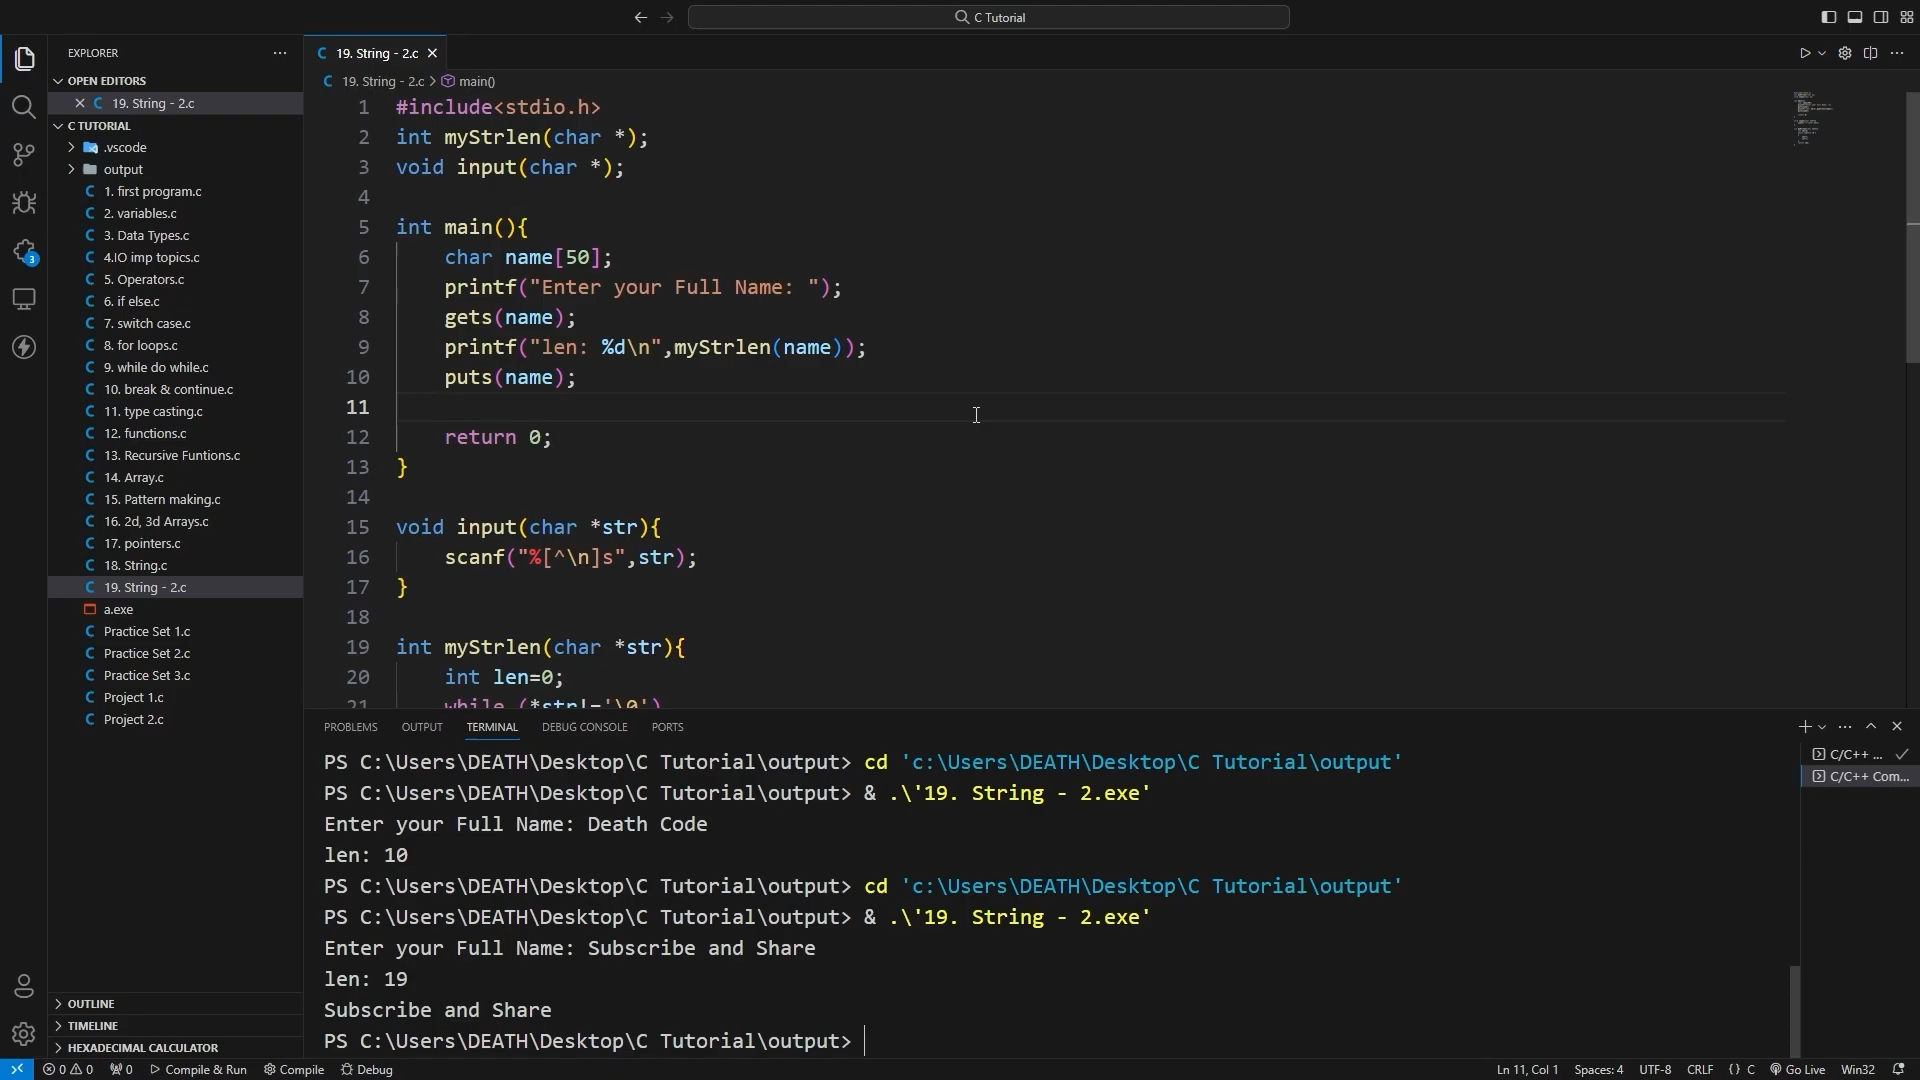 C Tutorial
EXPLORER
19. String - 2.c
OPEN EDITORS
19. String - 2.c > main()
19. String - 2.c
C TUTORIAL
.vscode
output
1. first program.c
2. variables.c
3. Data Types.c
4.IO imp topics.c
5. Operators.c
6. if else.c
7. switch case.c
8. for loops.c
9. while do while.c
10. break & continue.c
11. type casting.c
12. functions.c
13. Recursive Funtions.c
14. Array.c
15. Pattern making.c
16. 2d, 3d Arrays.c
17. pointers.c
18. String.c
19. String - 2.c
a.exe
Practice Set 1.c
Practice Set 2.c
Practice Set 3.c
Project 1.c
Project 2.c
OUTLINE
TIMELINE
HEXADECIMAL CALCULATOR
3
1 #include<stdio.h>
2 int myStrlen(char *);
3 void input(char *);
4
5 int main(){
6 char name[50];
7 printf("Enter your Full Name: ");
8 gets(name);
9 printf("len: %d\n",myStrlen(name));
10 puts(name);
11
12 return 0;
13 }
14
15 void input(char *str){
16 scanf("%[^\n]s",str);
17 }
18
19 int myStrlen(char *str){
20 int len=0;
21 while (*str!='\0')
PROBLEMS OUTPUT TERMINAL DEBUG CONSOLE PORTS
PS C:\Users\DEATH\Desktop\C Tutorial\output> cd 'c:\Users\DEATH\Desktop\C Tutorial\output'
PS C:\Users\DEATH\Desktop\C Tutorial\output> & .\'19. String - 2.exe'
Enter your Full Name: Death Code
len: 10
PS C:\Users\DEATH\Desktop\C Tutorial\output> cd 'c:\Users\DEATH\Desktop\C Tutorial\output'
PS C:\Users\DEATH\Desktop\C Tutorial\output> & .\'19. String - 2.exe'
Enter your Full Name: Subscribe and Share
len: 19
Subscribe and Share
PS C:\Users\DEATH\Desktop\C Tutorial\output>
C/C++ ...
C/C++ Com...
0 0 0 Compile & Run Compile Debug Ln 11, Col 1 Spaces: 4 UTF-8 CRLF {} C Go Live Win32